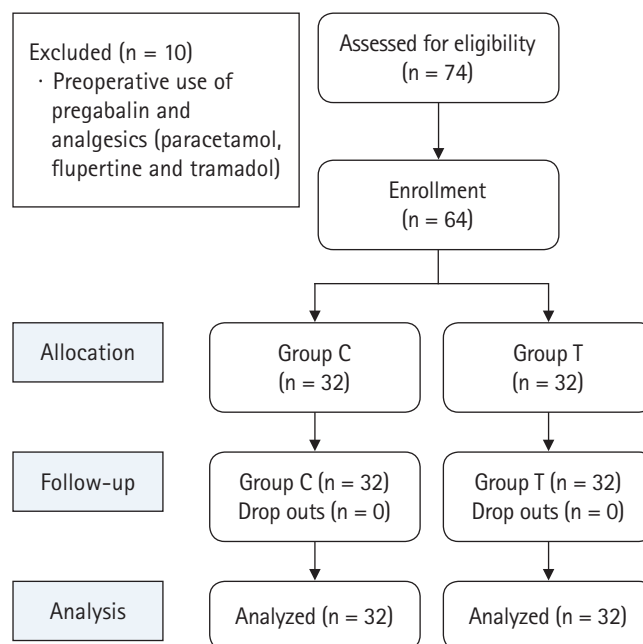 Excluded (n = 10)
· Preoperative use of
pregabalin and
analgesics (paracetamol,
flupertine and tramadol)
Assessed for eligibility
(n = 74)
Enrollment
(n = 64)
Allocation
Group C
(n = 32)
Group T
(n = 32)
Follow-up
Group C (n = 32)
Drop outs (n = 0)
Group T (n = 32)
Drop outs (n = 0)
Analysis
Analyzed (n = 32)
Analyzed (n = 32)